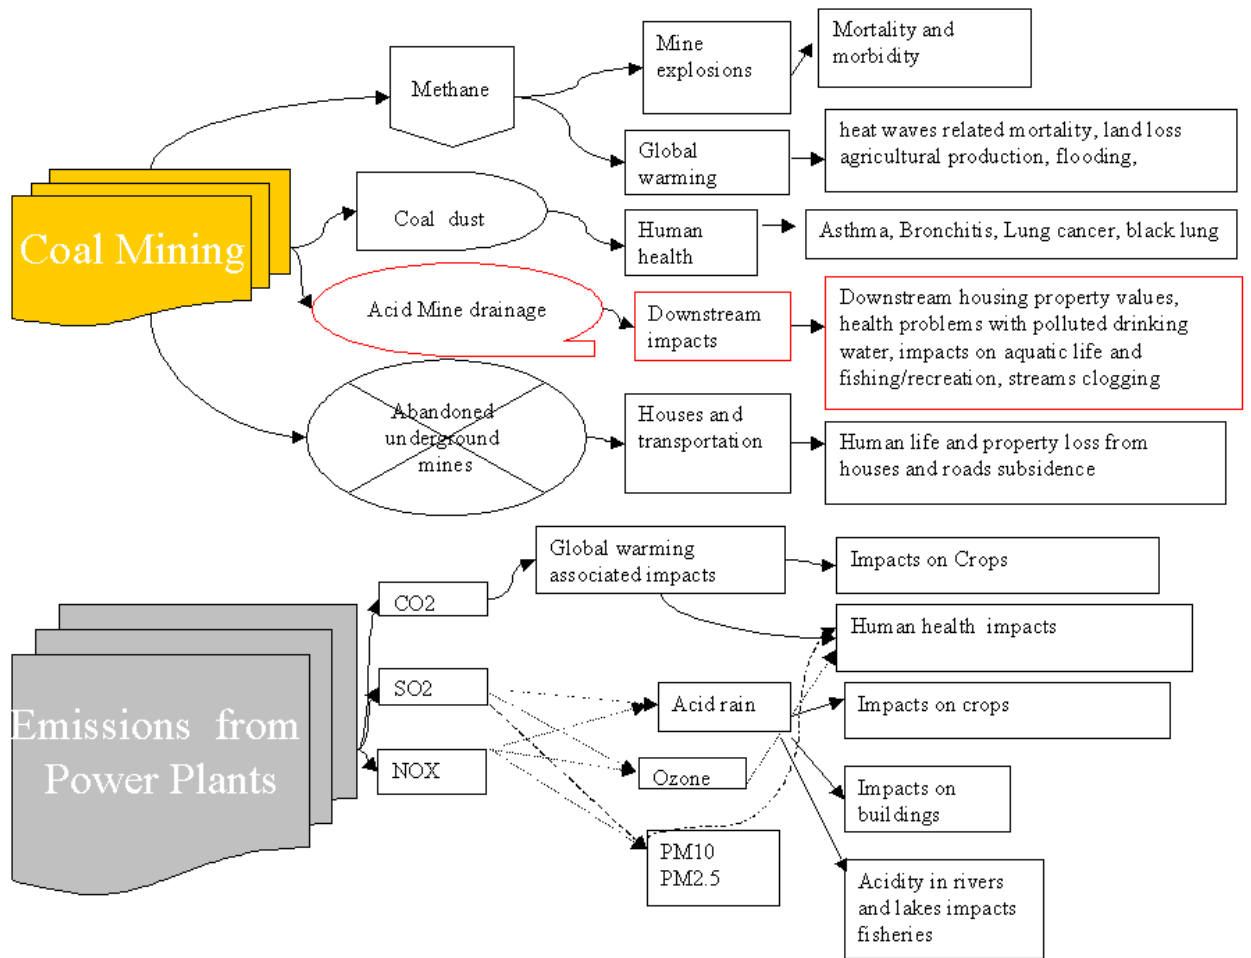 Mortality and
morbidity
Mine
explosions
Methane
heat waves related mortality, land loss
agricultural production, flooding,
Global
warming
Coal Mining
Coal dust
Human
health
Asthma, Bronchitis, Lung cancer, black lung
Acid Mine drainage
Downstream
impacts
Downstream housing property values,
health problems with polluted drinking
water, impacts on aquatic life and
fishing/recreation, streams clogging
Abandoned
underground
mines
Houses and
transportation
Human life and property loss from
houses and roads subsidence
Global warming
associated impacts
Impacts on Crops
CO2
Human health impacts
SO2
Acid rain
Impacts on crops
Emissions from
Power Plants
NOX
Ozone
Impacts on
buildings
PM10
PM2.5
Acidity in rivers
and lakes impacts
fisheries